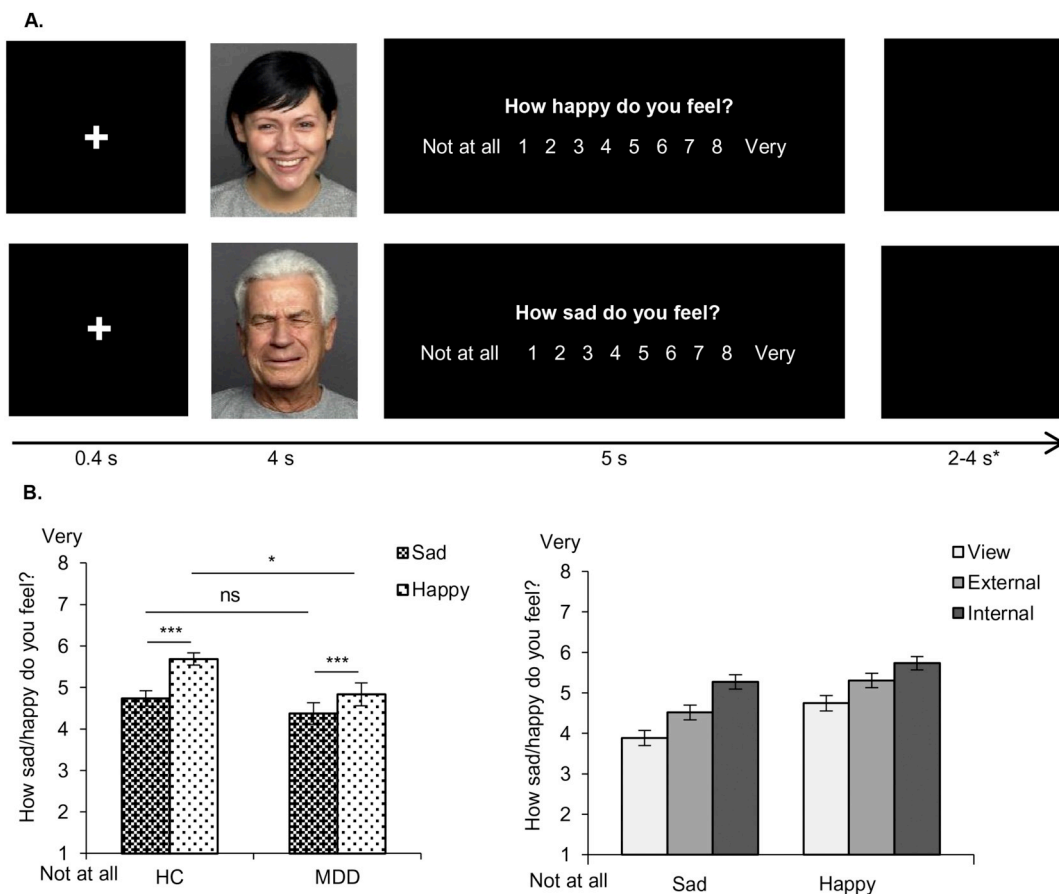 A.
+
How happy do you feel?
Not at all 1 2 3 4 5 6 7 8 Very
+
How sad do you feel?
Not at all 1 2 3 4 5 6 7 8 Very
0.4 s 4 s 5 s 2-4 s*
B.
Very
8
7
6
5
4
3
2
1
Not at all
How sad/happy do you feel?
Sad
Happy
*
ns
***
***
HC MDD
Very
8
7
6
5
4
3
2
1
Not at all
How sad/happy do you feel?
View
External
Internal
Sad Happy